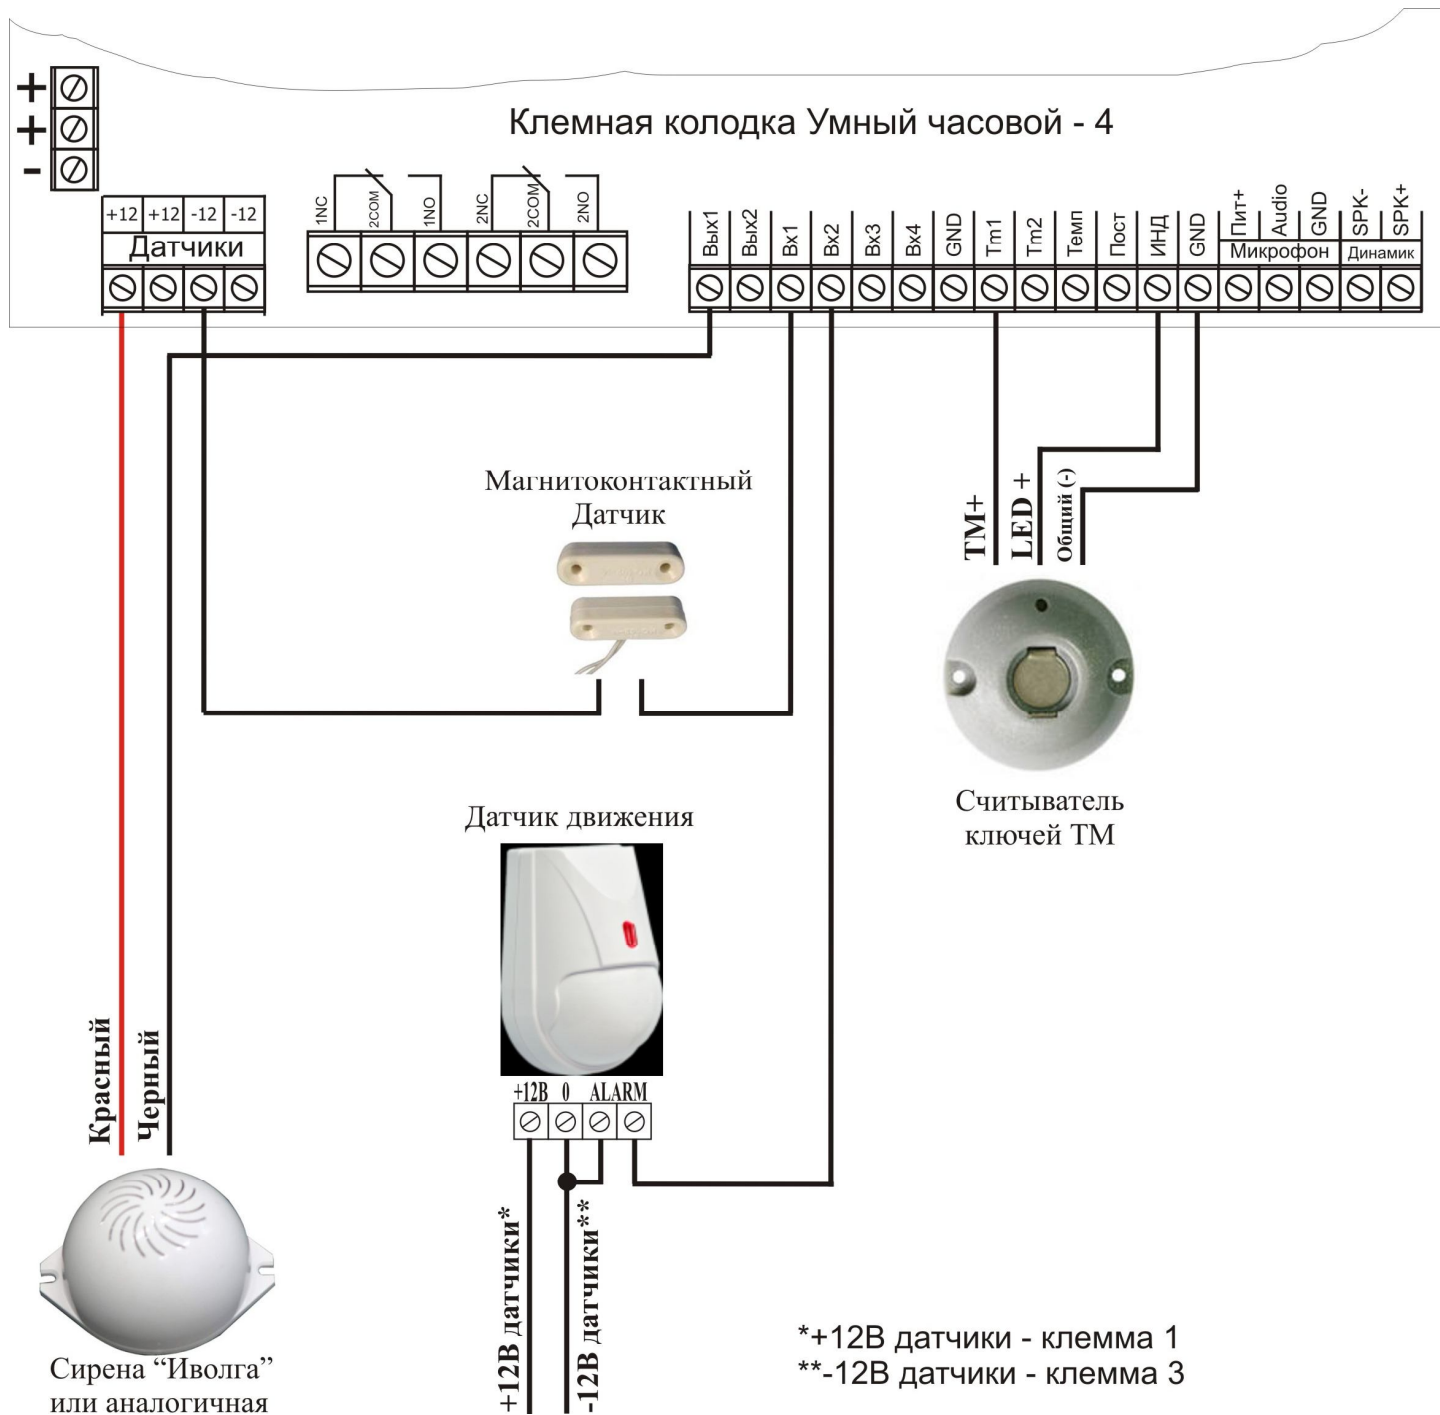 Клемная колодка Умный часовой - 4
+
+
-
+12 +12 -12 -12
Датчики
1NC 2COM 1NO 2NC 2COM 2NO
Вых1 Вых2 Вх1 Вх2 Вх3 Вх4 GND Tm1 Tm2 Темп Пост ИНД GND Пит+ Audio GND SPK- SPK+
Микрофон Динамик
Магнитоконтактный
Датчик
TM+
LED +
Общий (-)
Считыватель
ключей ТМ
Датчик движения
+12В 0 ALARM
Красный
Черный
+12В датчики*
-12В датчики**
Сирена “Иволга”
или аналогичная
*+12В датчики - клемма 1
**-12В датчики - клемма 3